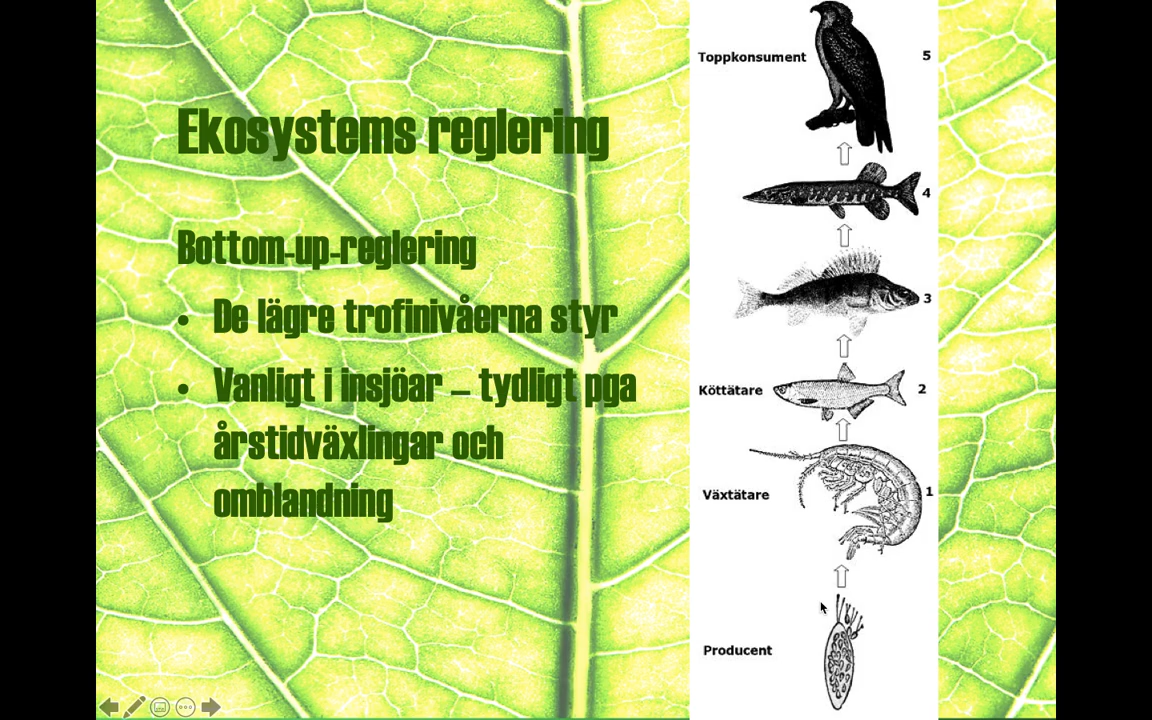 Ekosystems reglering
Bottom-up-reglering
• De lägre trofinivåerna styr
• Vanligt i insjöar – tydligt pga
årstidväxlingar och
omblandning
Toppkonsument 5
4
3
Köttätare 2
Växtätare 1
Producent